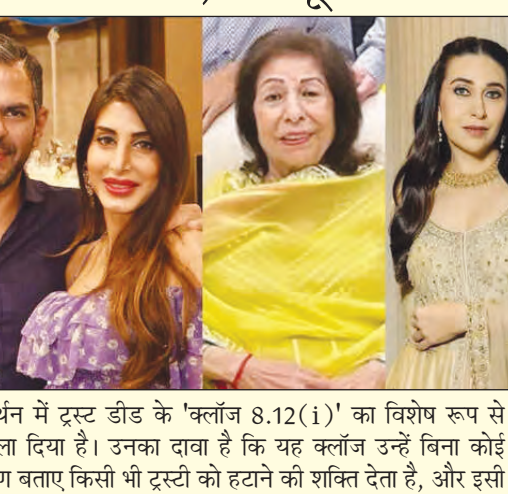 र्थन में ट्रस्ट डीड के 'क्लॉज 8.12(i)' का विशेष रूप से
ला दिया है। उनका दावा है कि यह क्लॉज उन्हें बिना कोई
ण बताए किसी भी ट्रस्टी को हटाने की शक्ति देता है, और इसी